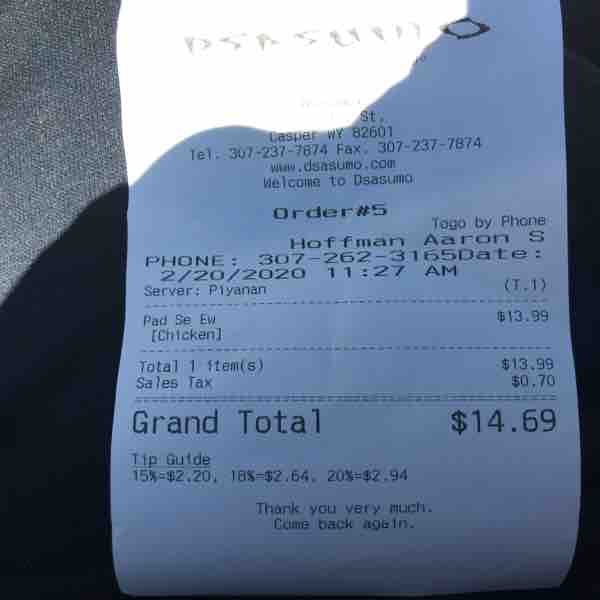 DSASUMO
St.
Casper WY 82601
Tel. 307-237-7874 Fax. 307-237-7874
www.dsasumo.com
Welcome to Dsasumo
Order#5
Togo by Phone
Hoffman Aaron S
PHONE: 307-262-3165Date:
2/20/2020 11:27 AM
Server: Piyanan (T.1)
Pad Se Ew $13.99
[Chicken]
Total 1 item(s) $13.99
Sales Tax $0.70
Grand Total $14.69
Tip Guide
15%=$2.20, 18%=$2.64, 20%=$2.94
Thank you very much.
Come back again.